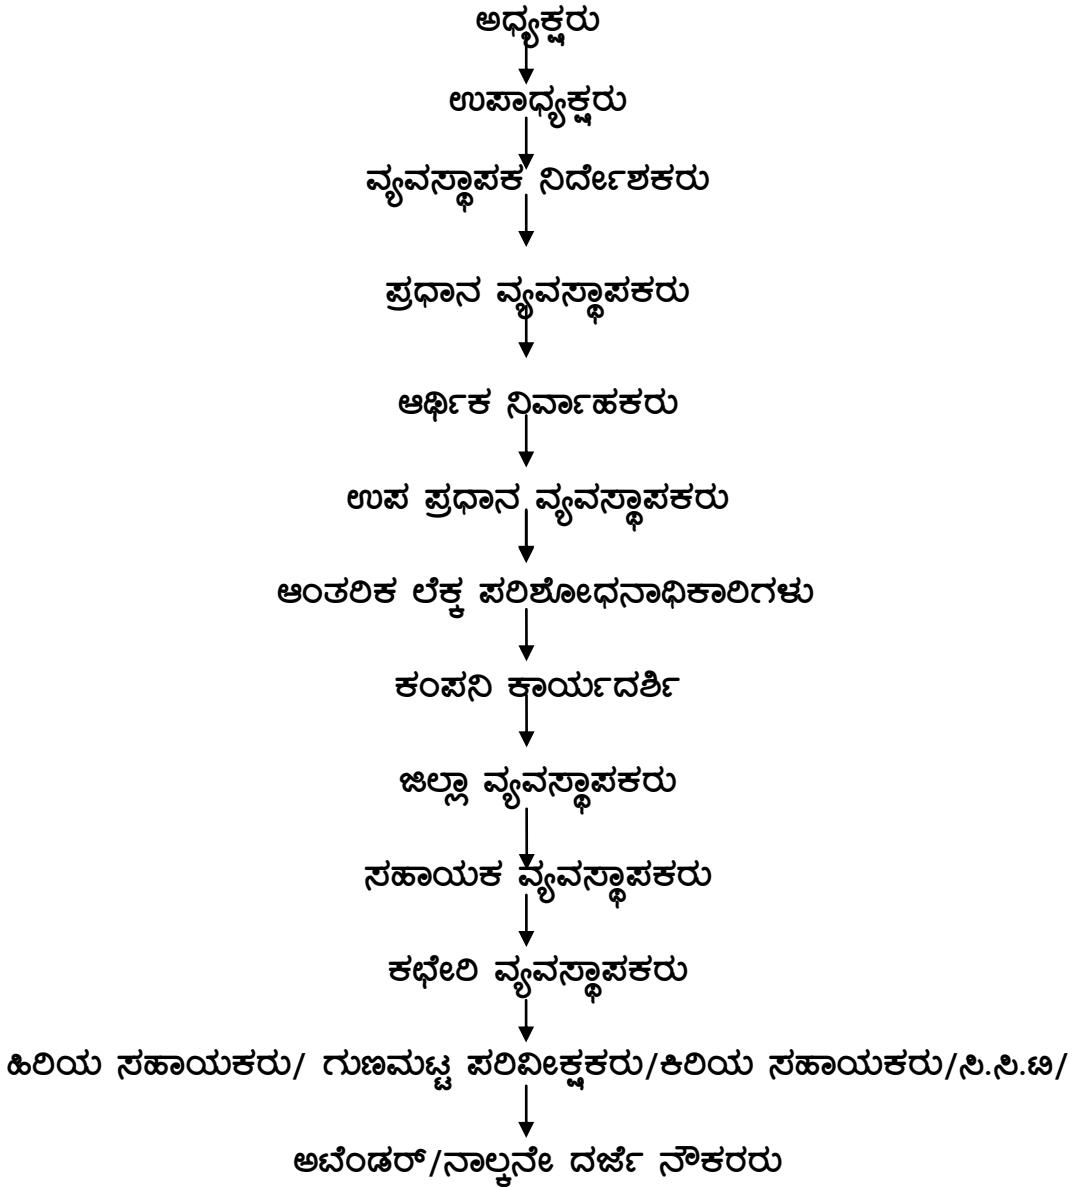 ಅಧ್ಯಕ್ಷರು
ಉಪಾಧ್ಯಕ್ಷರು
ವ್ಯವಸ್ಥಾಪಕ ನಿರ್ದೇಶಕರು
ಪ್ರಧಾನ ವ್ಯವಸ್ಥಾಪಕರು
ಆರ್ಥಿಕ ನಿರ್ವಾಹಕರು
ಉಪ ಪ್ರಧಾನ ವ್ಯವಸ್ಥಾಪಕರು
ಆಂತರಿಕ ಲೆಕ್ಕ ಪರಿಶೋಧನಾಧಿಕಾರಿಗಳು
ಕಂಪನಿ ಕಾರ್ಯದರ್ಶಿ
ಜಿಲ್ಲಾ ವ್ಯವಸ್ಥಾಪಕರು
ಸಹಾಯಕ ವ್ಯವಸ್ಥಾಪಕರು
ಕಛೇರಿ ವ್ಯವಸ್ಥಾಪಕರು
ಹಿರಿಯ ಸಹಾಯಕರು/ ಗುಣಮಟ್ಟ ಪರಿವೀಕ್ಷಕರು/ಕಿರಿಯ ಸಹಾಯಕರು/ಸಿ.ಸಿ.ಟಿ/
ಅಟೆಂಡರ್/ನಾಲ್ಕನೇ ದರ್ಜೆ ನೌಕರರು